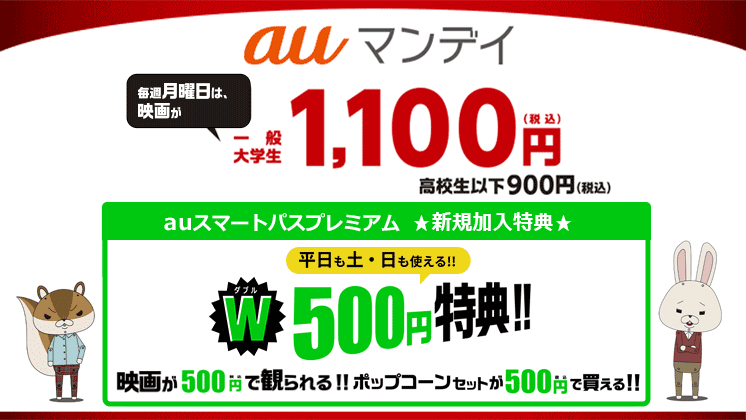 au マンデイ
毎週月曜日は、
映画が
一般
大学生
1,100円(税込)
高校生以下900円(税込)
auスマートパスプレミアム ★新規加入特典★
平日も土・日も使える!!
ダブル
W500円特典!!
映画が500円で観られる!!ポップコーンセットが500円で買える!!